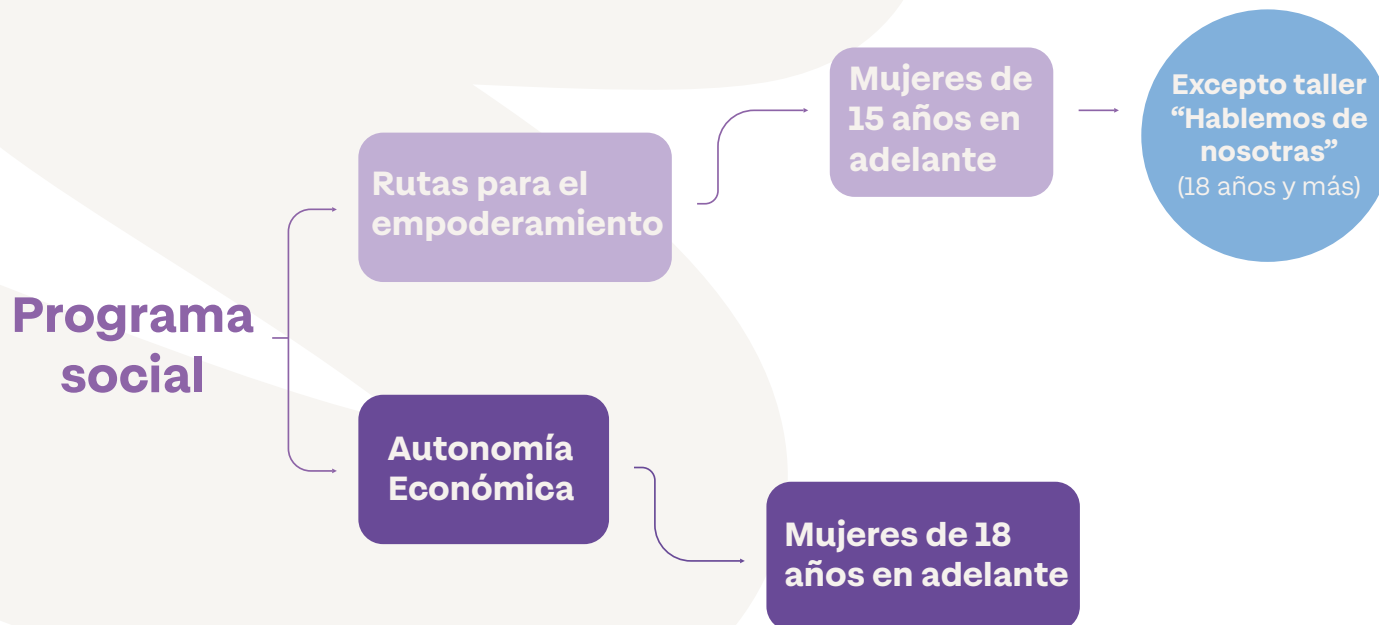 Programa
social
Rutas para el
empoderamiento
Mujeres de
15 años en
adelante
Excepto taller
“Hablemos de
nosotras”
(18 años y más)
Autonomía
Económica
Mujeres de 18
años en adelante